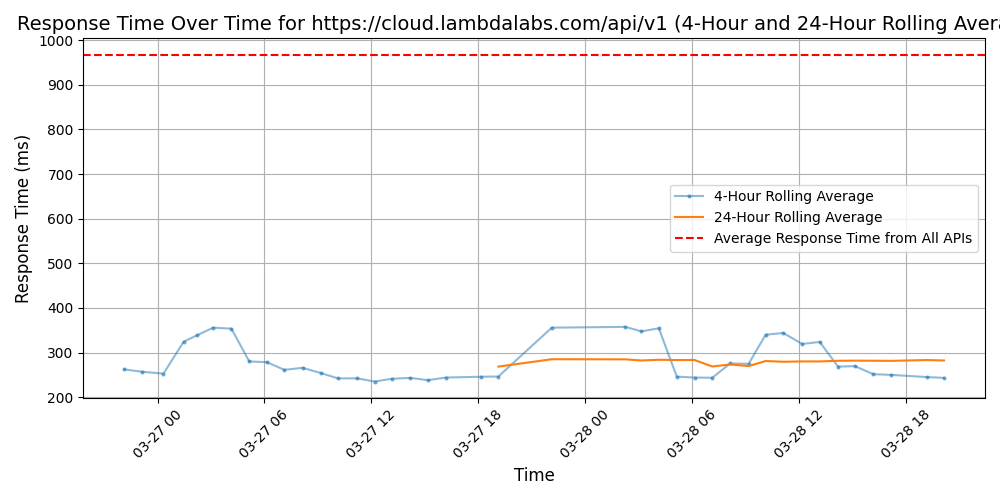 Response Time Over Time for https://cloud.lambdalabs.com/api/v1 (4-Hour and 24-Hour Rolling
1000
900
800
700
600
500
400
300
200
Response Time (ms)
4-Hour Rolling Average
24-Hour Rolling Average
Average Response Time from All APIs
03-27 00
03-27 06
03-27 12
03-27 18
03-28 00
03-28 06
03-28 12
03-28 18
Time